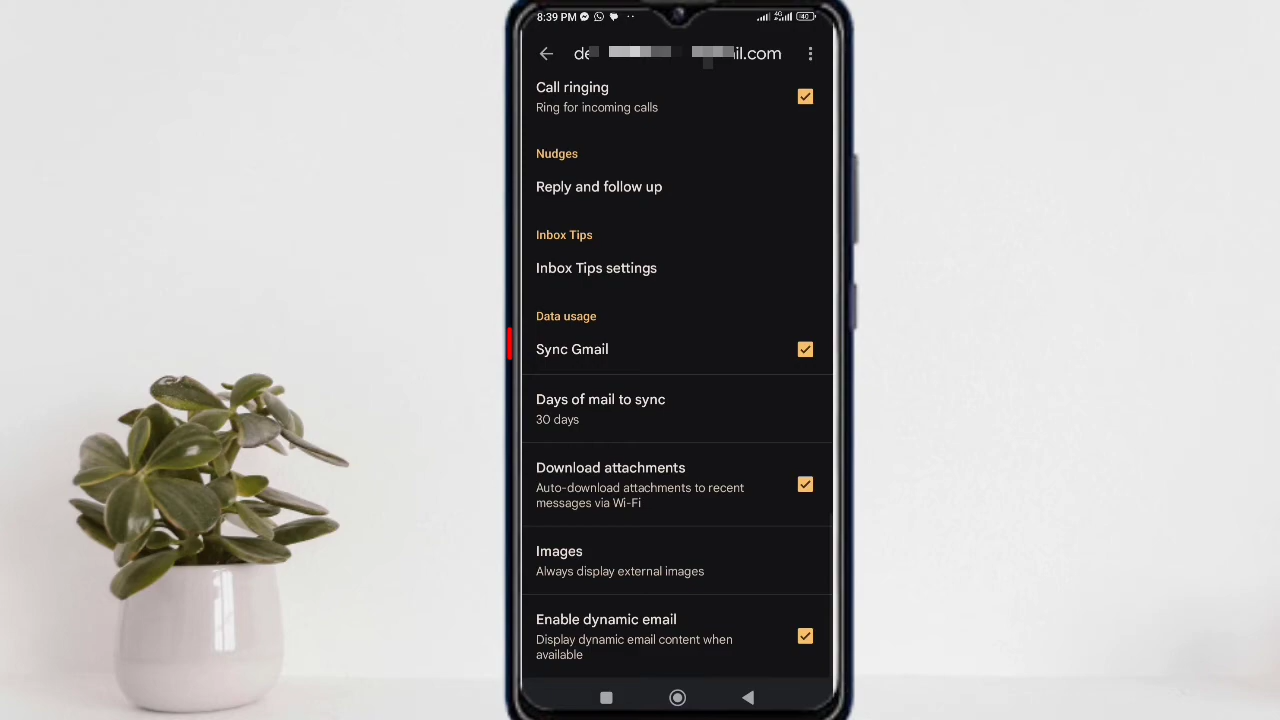 8:39 PM
4G
40
de il.com
Call ringing
Ring for incoming calls
Nudges
Reply and follow up
Inbox Tips
Inbox Tips settings
Data usage
Sync Gmail
Days of mail to sync
30 days
Download attachments
Auto-download attachments to recent
messages via Wi-Fi
Images
Always display external images
Enable dynamic email
Display dynamic email content when
available